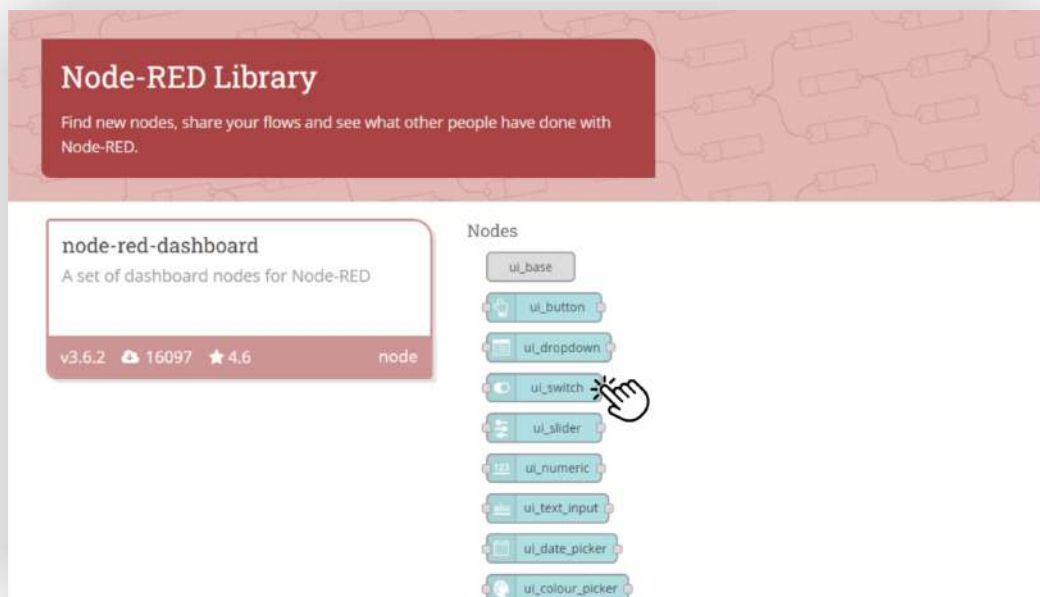 Node-RED Library
Find new nodes, share your flows and see what other people have done with
Node-RED.
node-red-dashboard
A set of dashboard nodes for Node-RED
v3.6.2 16097 4.6 node
Nodes
ui_base
ui_button
ui_dropdown
ui_switch
ui_slider
123 ui_numeric
abc ui_text_input
ui_date_picker
ui_colour_picker